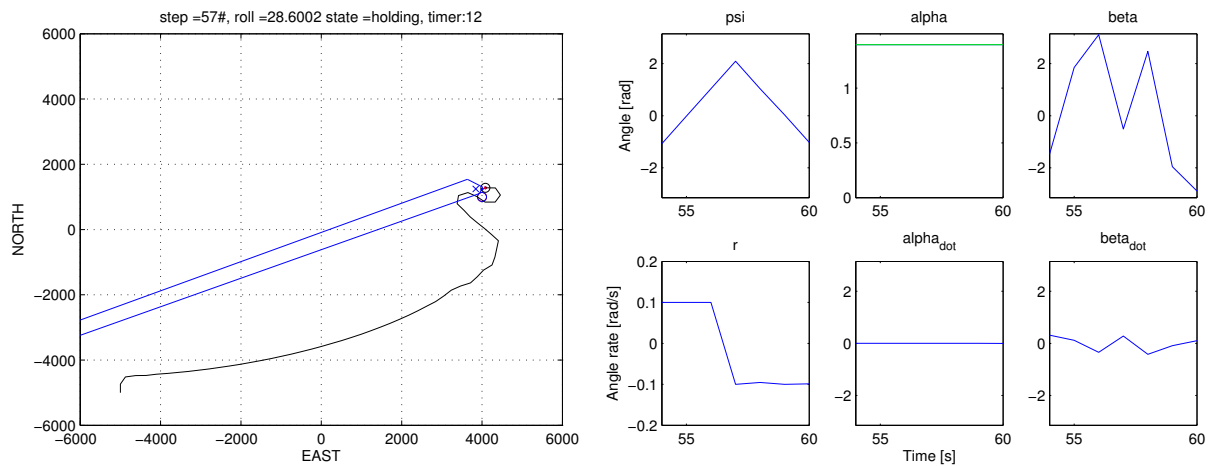 step =57#, roll =28.6002 state =holding, timer:12
6000
4000
2000
0
−2000
−4000
−6000
NORTH
−6000 −4000 −2000 0 2000 4000 6000
EAST
psi
2
0
−2
Angle [rad]
55 60
alpha
1
0.5
0
55 60
beta
2
0
−2
55 60
r
0.2
0.1
0
−0.1
−0.2
Angle rate [rad/s]
55 60
alpha_dot
2
0
−2
55 60
Time [s]
beta_dot
2
0
−2
55 60